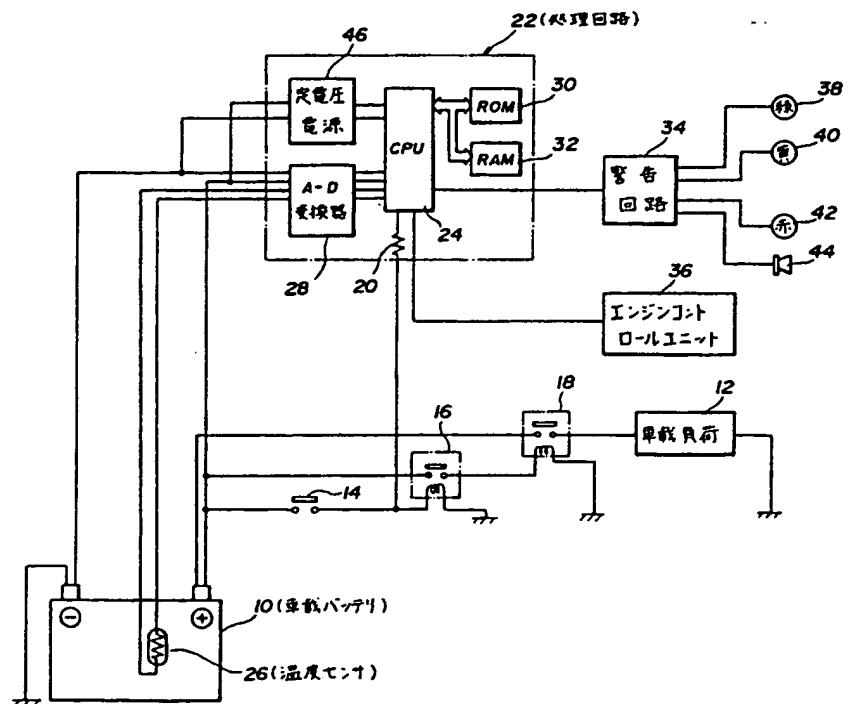 22(処理回路)
46
定電圧
電源
CPU
ROM
30
RAM
32
A-D
変換器
28
20
24
34
警告
回路
緑
38
黄
40
赤
42
44
36
エンジンコント
ロールユニット
18
12
車載負荷
16
14
−
+
10(車載バッテリ)
26(温度センサ)